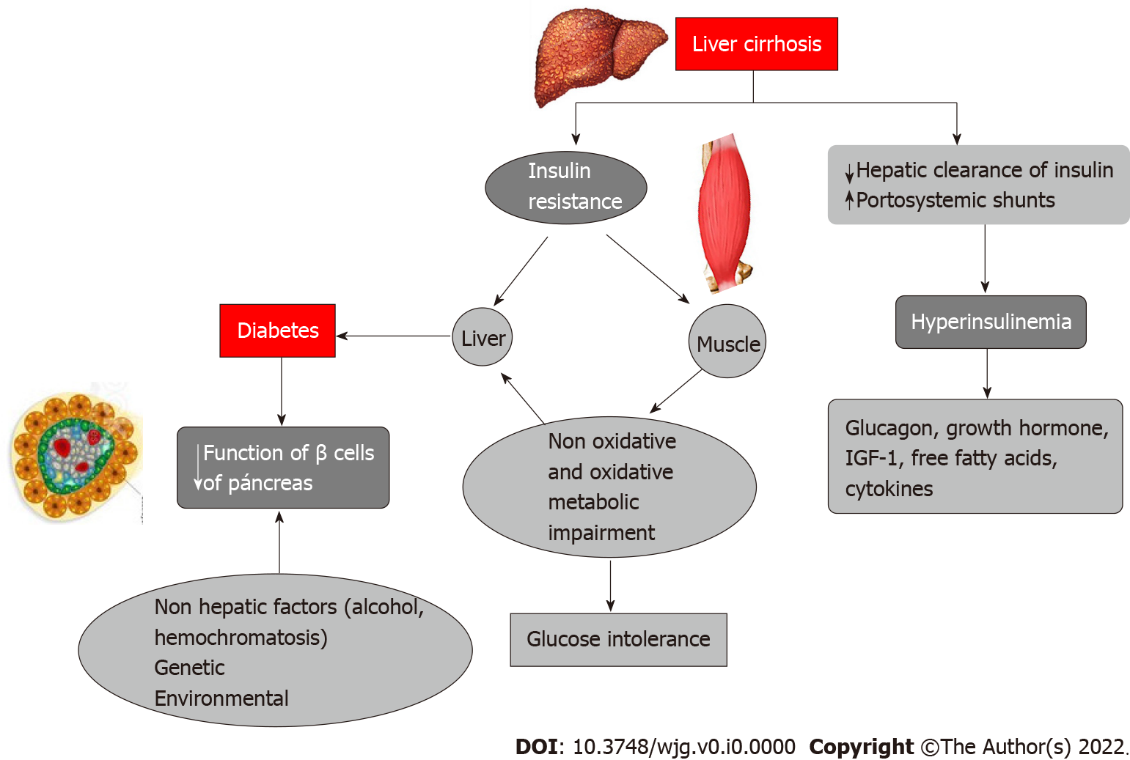 Liver cirrhosis
Insulin
resistance
↓Hepatic clearance of insulin
↑Portosystemic shunts
Diabetes
Liver
Muscle
Hyperinsulinemia
↓Function of β cells
of páncreas
Non oxidative
and oxidative
metabolic
impairment
Glucagon, growth hormone,
IGF-1, free fatty acids,
cytokines
Non hepatic factors (alcohol,
hemochromatosis)
Genetic
Environmental
Glucose intolerance
DOI: 10.3748/wjg.v0.i0.0000 Copyright ©The Author(s) 2022.